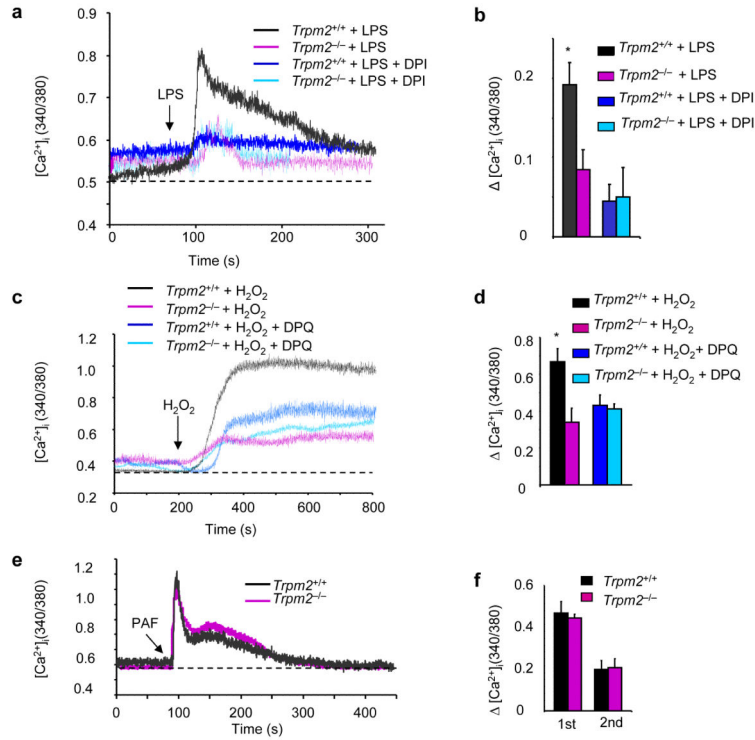 a
0.8
0.7
0.6
0.5
0.4
[Ca²⁺]ᵢ (340/380)
LPS
Trpm2⁺/⁺ + LPS
Trpm2⁻/⁻ + LPS
Trpm2⁺/⁺ + LPS + DPI
Trpm2⁻/⁻ + LPS + DPI
0 100 200 300
Time (s)
b
0.2
0.1
0
Δ [Ca²⁺]ᵢ (340/380)
*
Trpm2⁺/⁺ + LPS
Trpm2⁻/⁻ + LPS
Trpm2⁺/⁺ + LPS + DPI
Trpm2⁻/⁻ + LPS + DPI
c
Trpm2⁺/⁺ + H₂O₂
Trpm2⁻/⁻ + H₂O₂
Trpm2⁺/⁺ + H₂O₂ + DPQ
Trpm2⁻/⁻ + H₂O₂ + DPQ
1.2
1.0
0.8
0.6
0.4
0.2
[Ca²⁺]ᵢ (340/380)
H₂O₂
0 200 400 600 800
Time (s)
d
Trpm2⁺/⁺ + H₂O₂
Trpm2⁻/⁻ + H₂O₂
Trpm2⁺/⁺ + H₂O₂ + DPQ
Trpm2⁻/⁻ + H₂O₂ + DPQ
0.8
0.6
0.4
0.2
0
Δ [Ca²⁺]ᵢ (340/380)
*
e
1.2
1.0
0.8
0.6
0.4
[Ca²⁺]ᵢ(340/380)
PAF
Trpm2⁺/⁺
Trpm2⁻/⁻
0 100 200 300 400
Time (s)
f
0.6
0.4
0.2
0
Δ [Ca²⁺]ᵢ(340/380)
Trpm2⁺/⁺
Trpm2⁻/⁻
1st 2nd